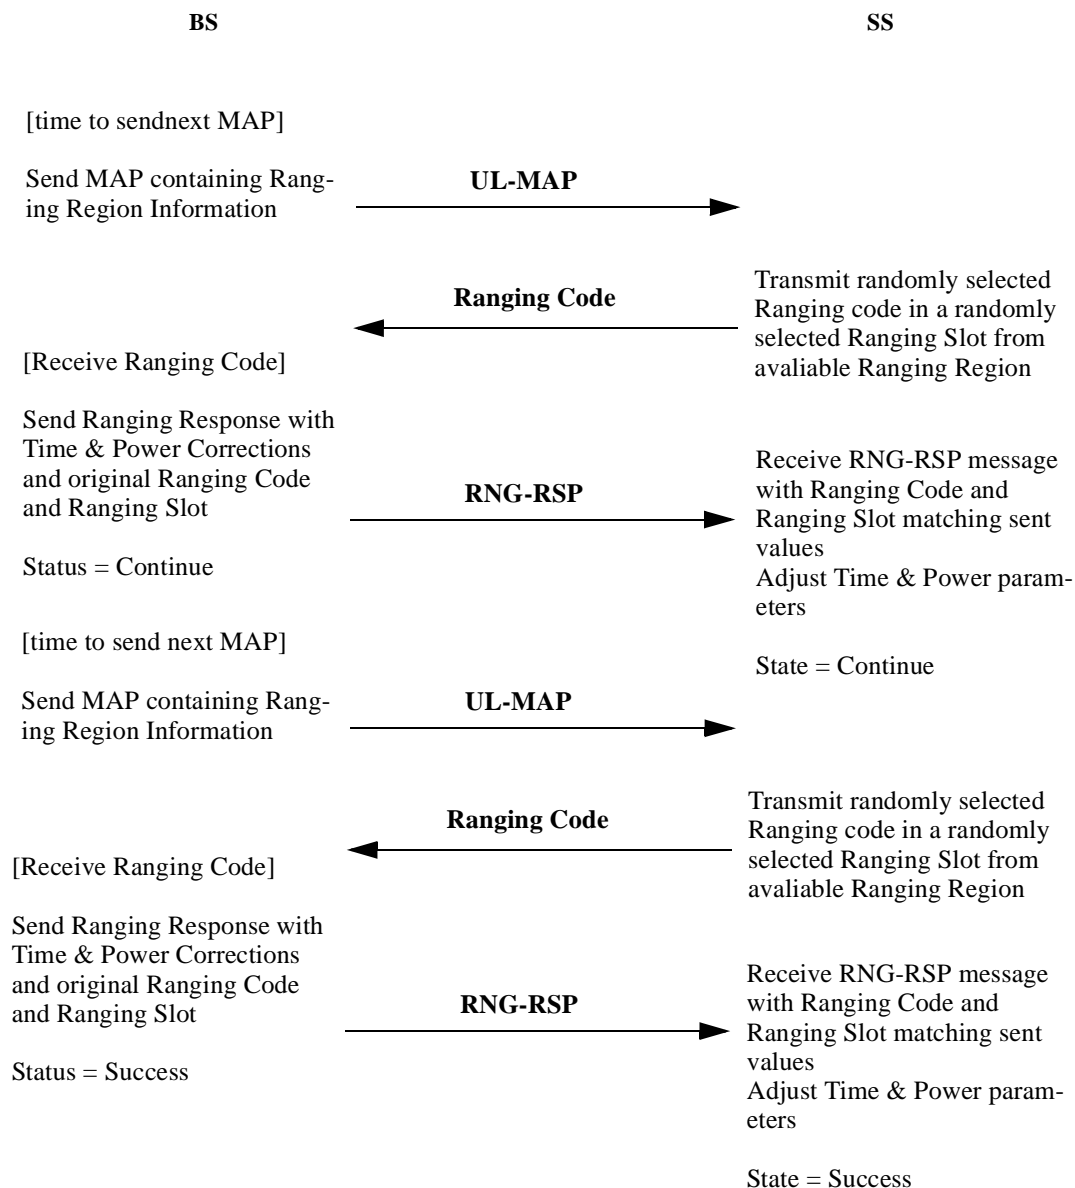 BS
SS
[time to sendnext MAP]
Send MAP containing Rang-
ing Region Information
UL-MAP
Ranging Code
Transmit randomly selected
Ranging code in a randomly
selected Ranging Slot from
avaliable Ranging Region
[Receive Ranging Code]
Send Ranging Response with
Time & Power Corrections
and original Ranging Code
and Ranging Slot
Status = Continue
RNG-RSP
Receive RNG-RSP message
with Ranging Code and
Ranging Slot matching sent
values
Adjust Time & Power param-
eters
State = Continue
[time to send next MAP]
Send MAP containing Rang-
ing Region Information
UL-MAP
Ranging Code
Transmit randomly selected
Ranging code in a randomly
selected Ranging Slot from
avaliable Ranging Region
[Receive Ranging Code]
Send Ranging Response with
Time & Power Corrections
and original Ranging Code
and Ranging Slot
Status = Success
RNG-RSP
Receive RNG-RSP message
with Ranging Code and
Ranging Slot matching sent
values
Adjust Time & Power param-
eters
State = Success